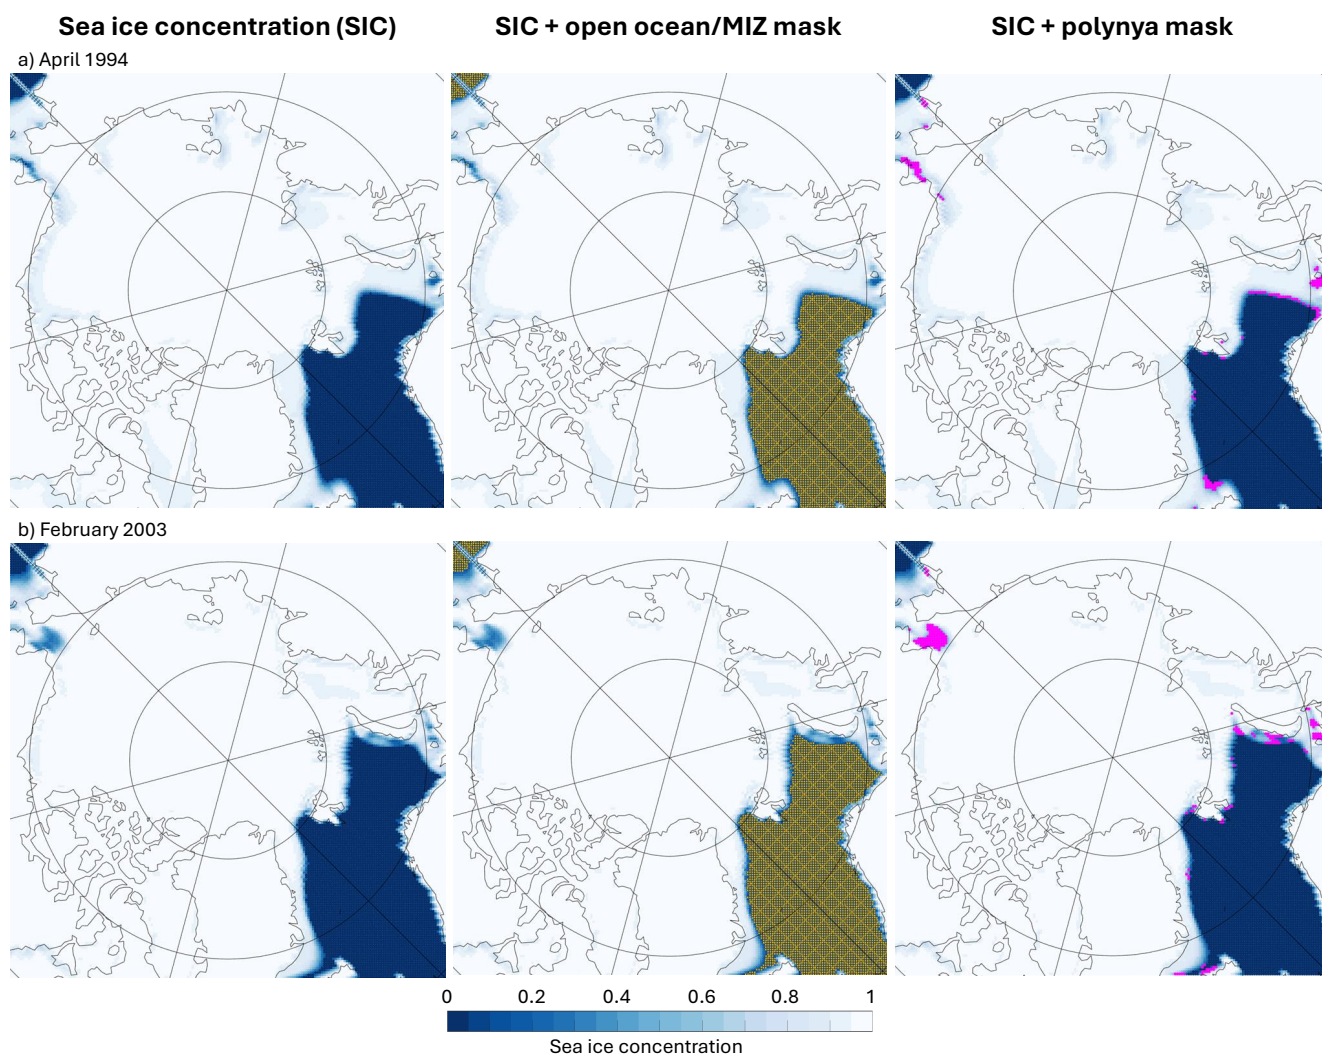 Sea ice concentration (SIC)
SIC + open ocean/MIZ mask
SIC + polynya mask
a) April 1994
b) February 2003
0 0.2 0.4 0.6 0.8 1
Sea ice concentration